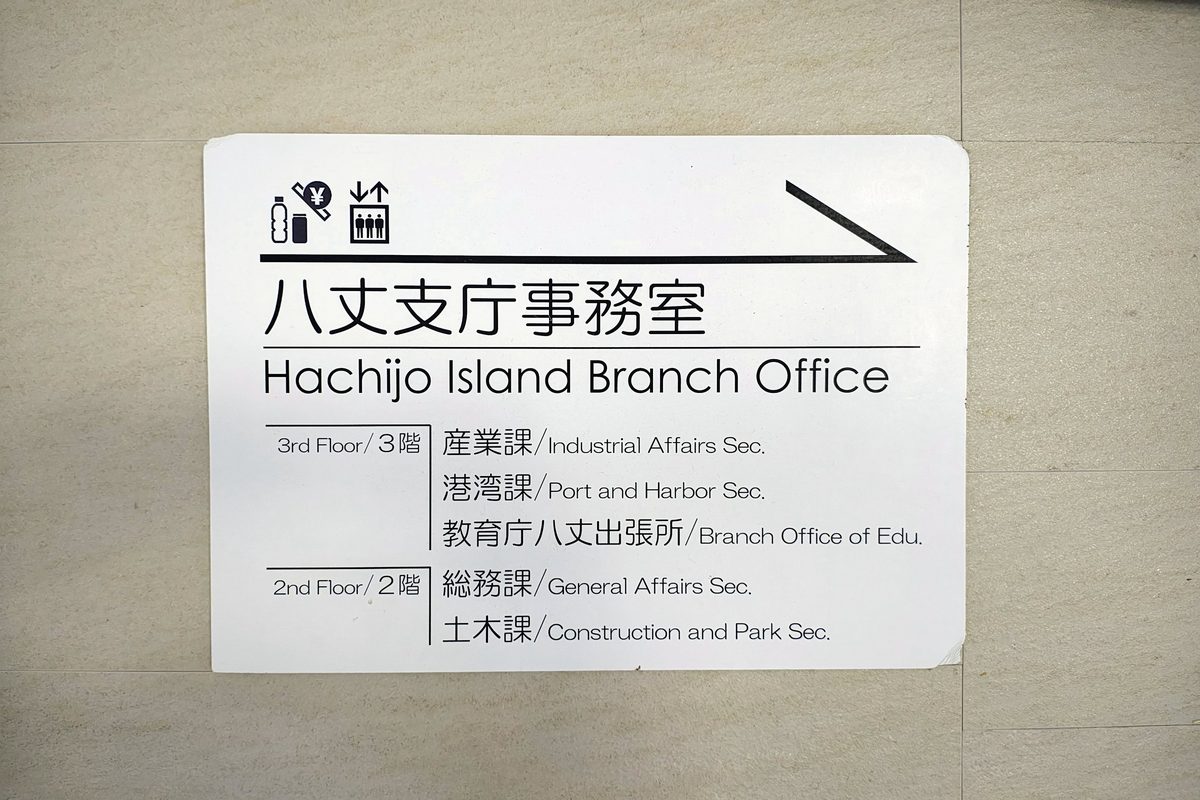 ¥
八丈支庁事務室
Hachijo Island Branch Office
3rd Floor/3階 産業課/Industrial Affairs Sec.
港湾課/Port and Harbor Sec.
教育庁八丈出張所/Branch Office of Edu.
2nd Floor/2階 総務課/General Affairs Sec.
土木課/Construction and Park Sec.